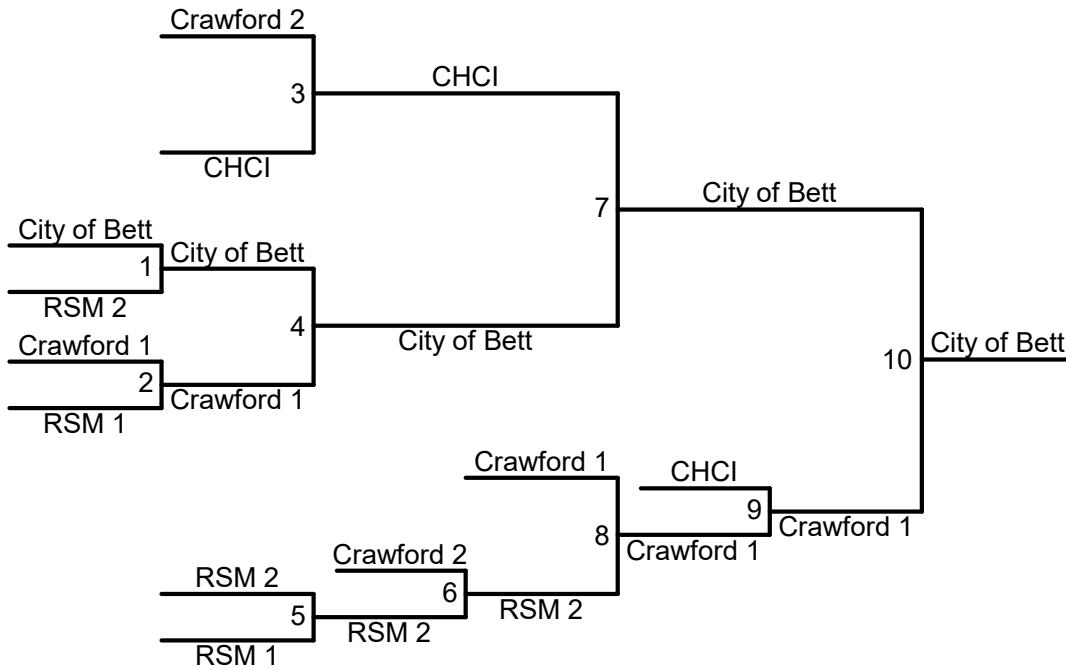 Crawford 2
3
CHCI
CHCI
7
City of Bett
City of Bett
1
City of Bett
RSM 2
4
City of Bett
Crawford 1
2
Crawford 1
RSM 1
10
City of Bett
Crawford 1
CHCI
9
Crawford 1
8
Crawford 1
Crawford 2
6
RSM 2
RSM 2
5
RSM 2
RSM 1